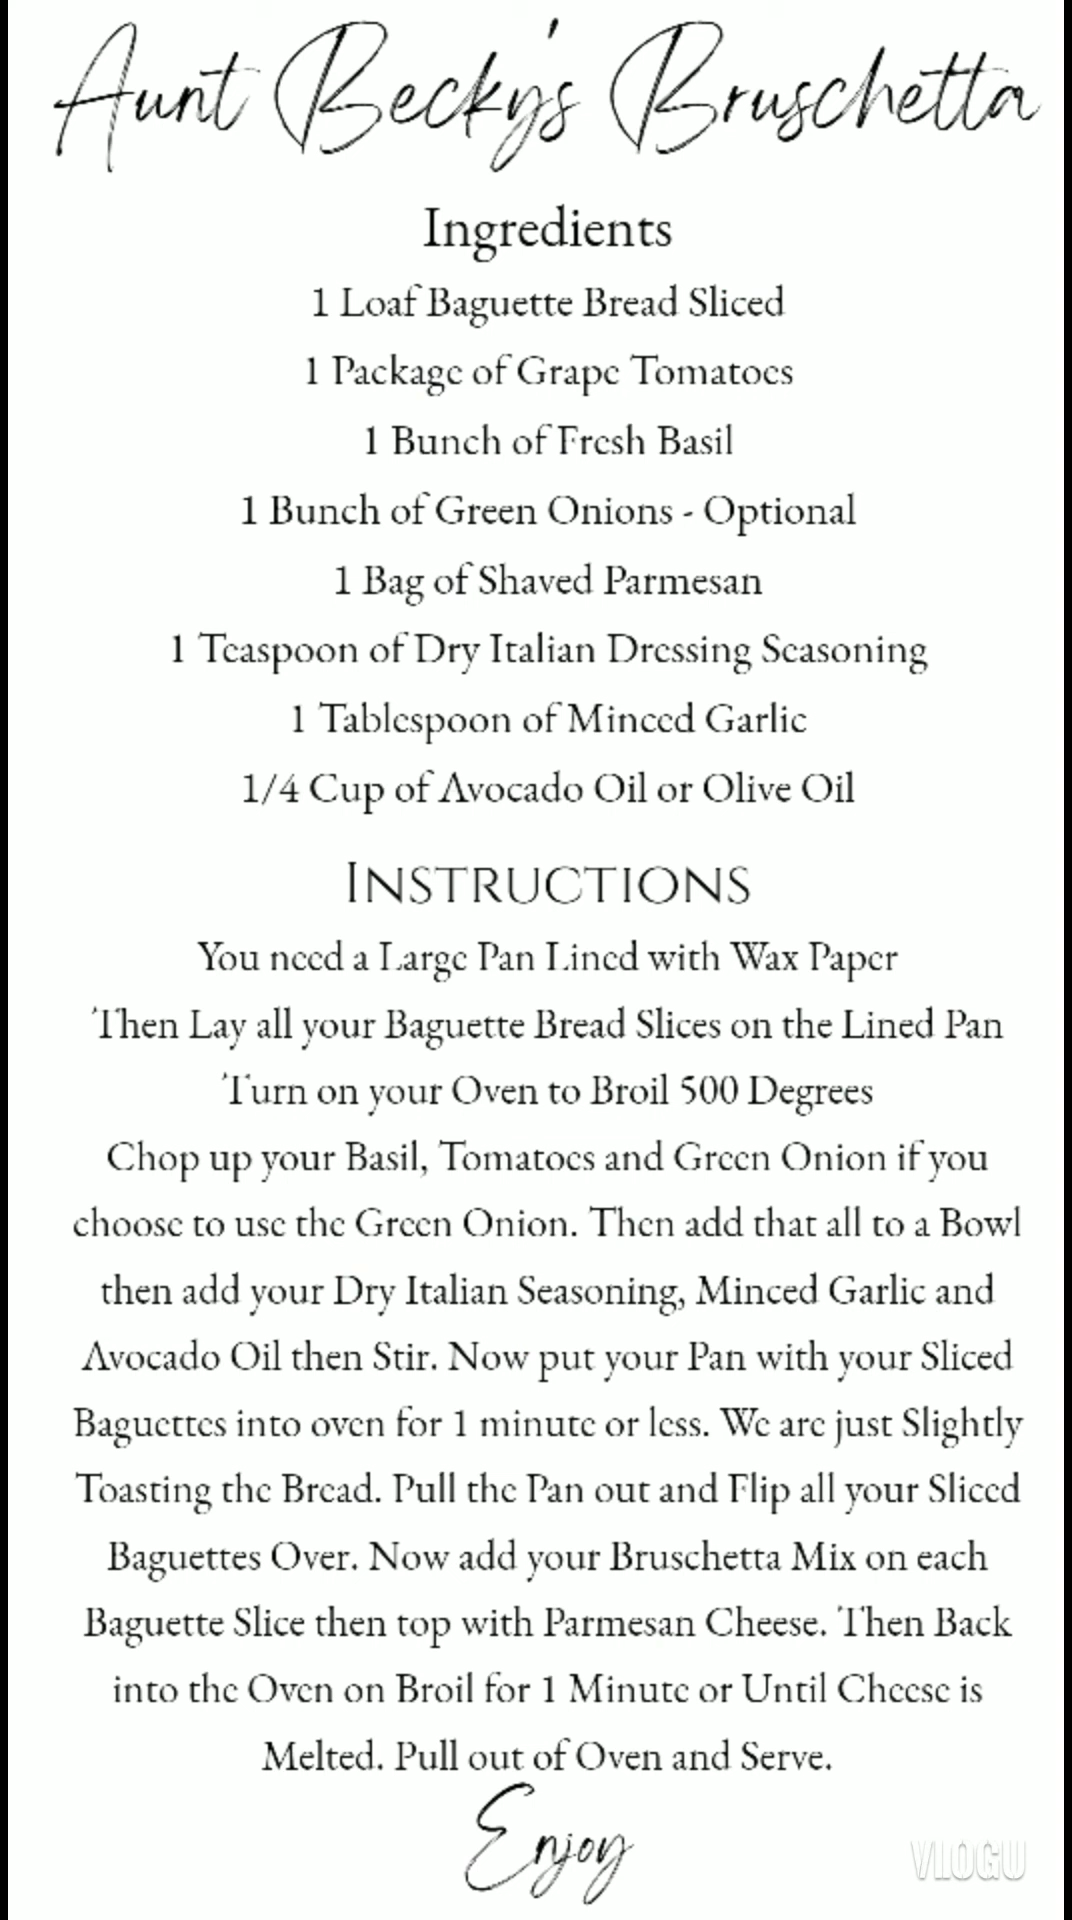 Aunt Becky's Bruschetta
Ingredients
1 Loaf Baguette Bread Sliced
1 Package of Grape Tomatoes
1 Bunch of Fresh Basil
1 Bunch of Green Onions - Optional
1 Bag of Shaved Parmesan
1 Teaspoon of Dry Italian Dressing Seasoning
1 Tablespoon of Minced Garlic
1/4 Cup of Avocado Oil or Olive Oil
INSTRUCTIONS
You need a Large Pan Lined with Wax Paper
Then Lay all your Baguette Bread Slices on the Lined Pan
Turn on your Oven to Broil 500 Degrees
Chop up your Basil, Tomatoes and Green Onion if you
choose to use the Green Onion. Then add that all to a Bowl
then add your Dry Italian Seasoning, Minced Garlic and
Avocado Oil then Stir. Now put your Pan with your Sliced
Baguettes into oven for 1 minute or less. We are just Slightly
Toasting the Bread. Pull the Pan out and Flip all your Sliced
Baguettes Over. Now add your Bruschetta Mix on each
Baguette Slice then top with Parmesan Cheese. Then Back
into the Oven on Broil for 1 Minute or Until Cheese is
Melted. Pull out of Oven and Serve.
Enjoy
VLOGU